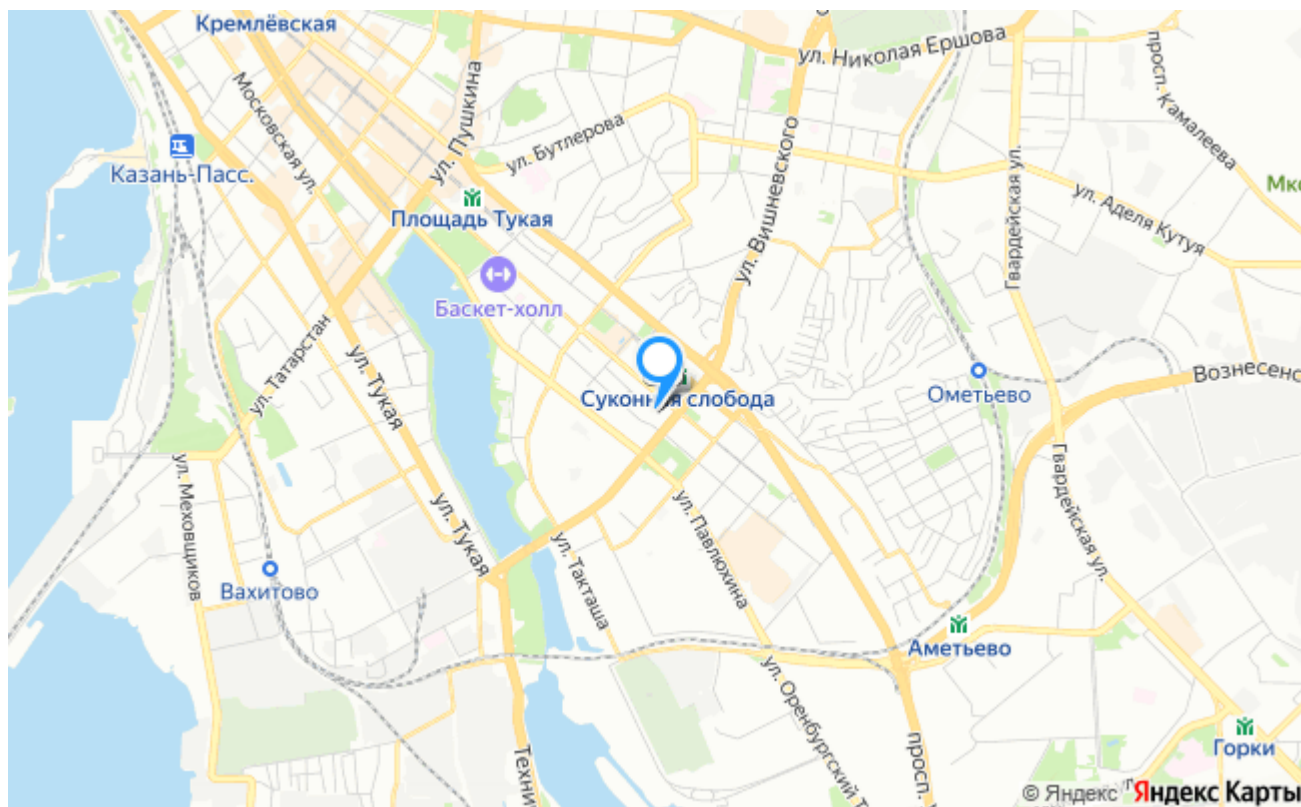 Кремлёвская
ул. Николая Ершова
просп. Камалеева
Московская ул.
ул. Пушкина
ул. Бутлерова
Казань-Пасс.
Площадь Тукая
ул. Вишневского
Гвардейская ул.
ул. Аделя Кутуя
Баскет-холл
ул. Татарстан
ул. Тукая
Суконная слобода
Ометьево
ул. Меховщиков
ул. Тукая
ул. Павлюхина
Гвардейская ул.
ул. Такташа
Вахитово
Аметьево
ул. Оренбургский
просп.
Горки
© Яндекс Яндекс Карты